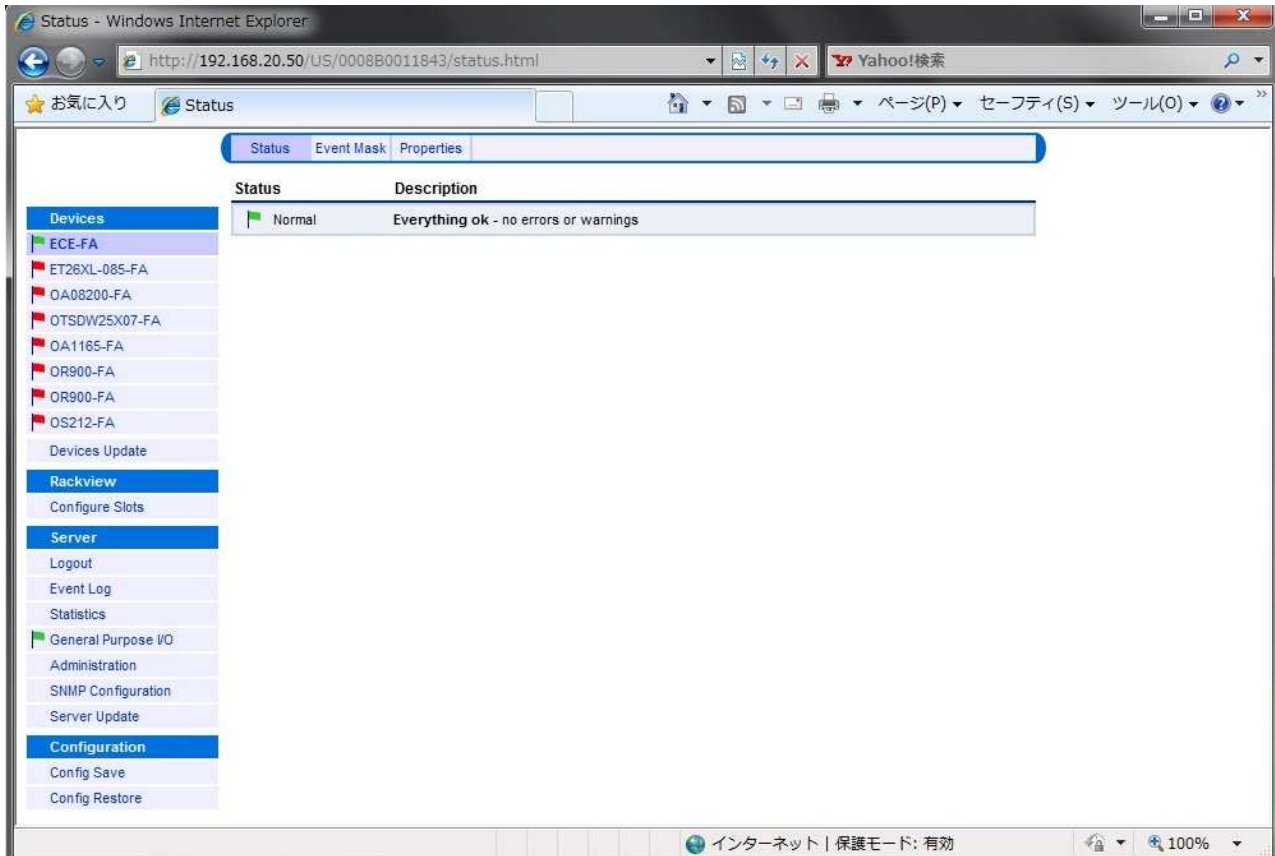 Status - Windows Internet Explorer
http://192.168.20.50/US/0008B0011843/status.html
Yahoo!検索
お気に入り
Status
ページ(P)
セーフティ(S)
ツール(O)
Status Event Mask Properties
Status Description
Normal Everything ok - no errors or warnings
Devices
ECE-FA
ET26XL-085-FA
OA08200-FA
OTSDW25X07-FA
OA1165-FA
OR900-FA
OR900-FA
OS212-FA
Devices Update
Rackview
Configure Slots
Server
Logout
Event Log
Statistics
General Purpose I/O
Administration
SNMP Configuration
Server Update
Configuration
Config Save
Config Restore
インターネット | 保護モード: 有効
100%